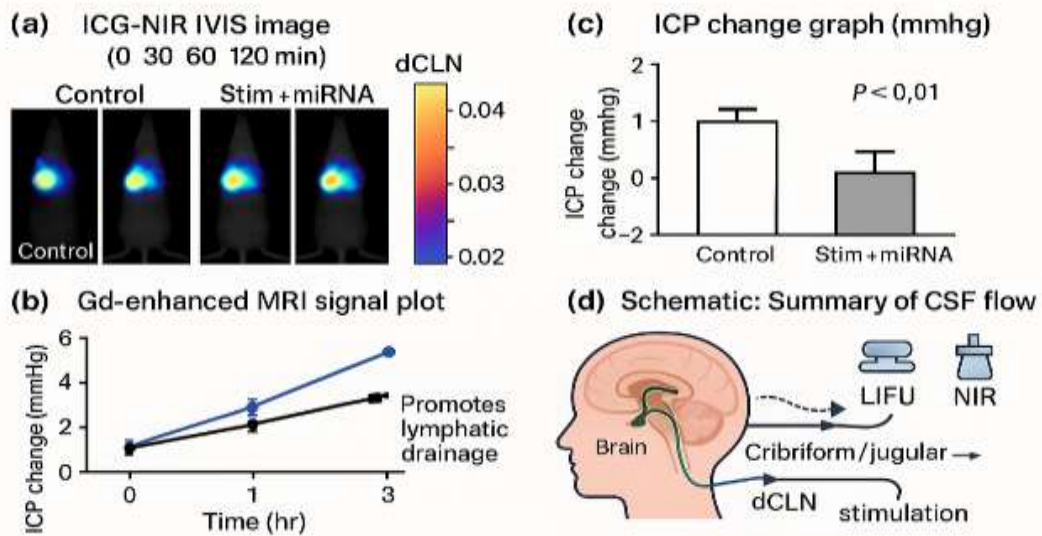 (a) ICG-NIR IVIS image
(0 30 60 120 min)
Control
Stim+miRNA
dCLN
0.04
0.03
0.02
Control
(b) Gd-enhanced MRI signal plot
ICP change (mmHg)
6
4
2
0
0
1
3
Time (hr)
Promotes
lymphatic
drainage
(c) ICP change graph (mmhg)
ICP change
change (mmhg)
1
0
–2
P < 0,01
Control
Stim+miRNA
(d) Schematic: Summary of CSF flow
LIFU
NIR
Brain
Cribriform/jugular
dCLN
stimulation